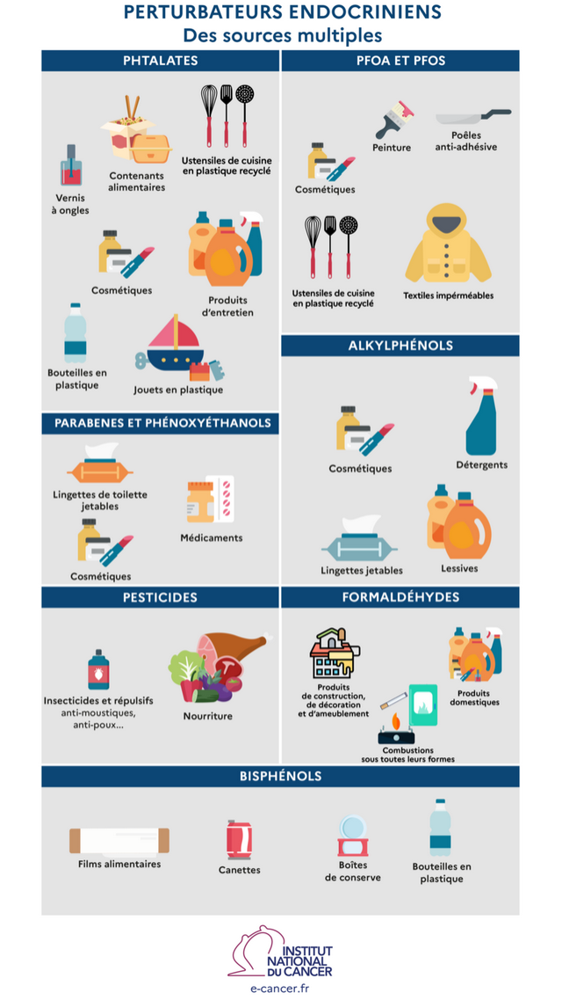 PERTURBATEURS ENDOCRINIENS
Des sources multiples
PHTALATES
Vernis
à ongles
Contenants
alimentaires
Ustensiles de cuisine
en plastique recyclé
Cosmétiques
Produits
d'entretien
Bouteilles en
plastique
Jouets en plastique
PFOA ET PFOS
Cosmétiques
Peinture
Poêles
anti-adhésive
Ustensiles de cuisine
en plastique recyclé
Textiles impérméables
PARABENES ET PHÉNOXYÉTHANOLS
Lingettes de toilette
jetables
Médicaments
Cosmétiques
ALKYLPHÉNOLS
Cosmétiques
Détergents
Lingettes jetables
Lessives
PESTICIDES
Insecticides et répulsifs
anti-moustiques,
anti-poux...
Nourriture
FORMALDÉHYDES
Produits
de construction,
de décoration
et d'ameublement
Produits
domestiques
Combustions
sous toutes leurs formes
BISPHÉNOLS
Films alimentaires
Canettes
Boîtes
de conserve
Bouteilles en
plastique
INSTITUT
NATIONAL
DU CANCER
e-cancer.fr